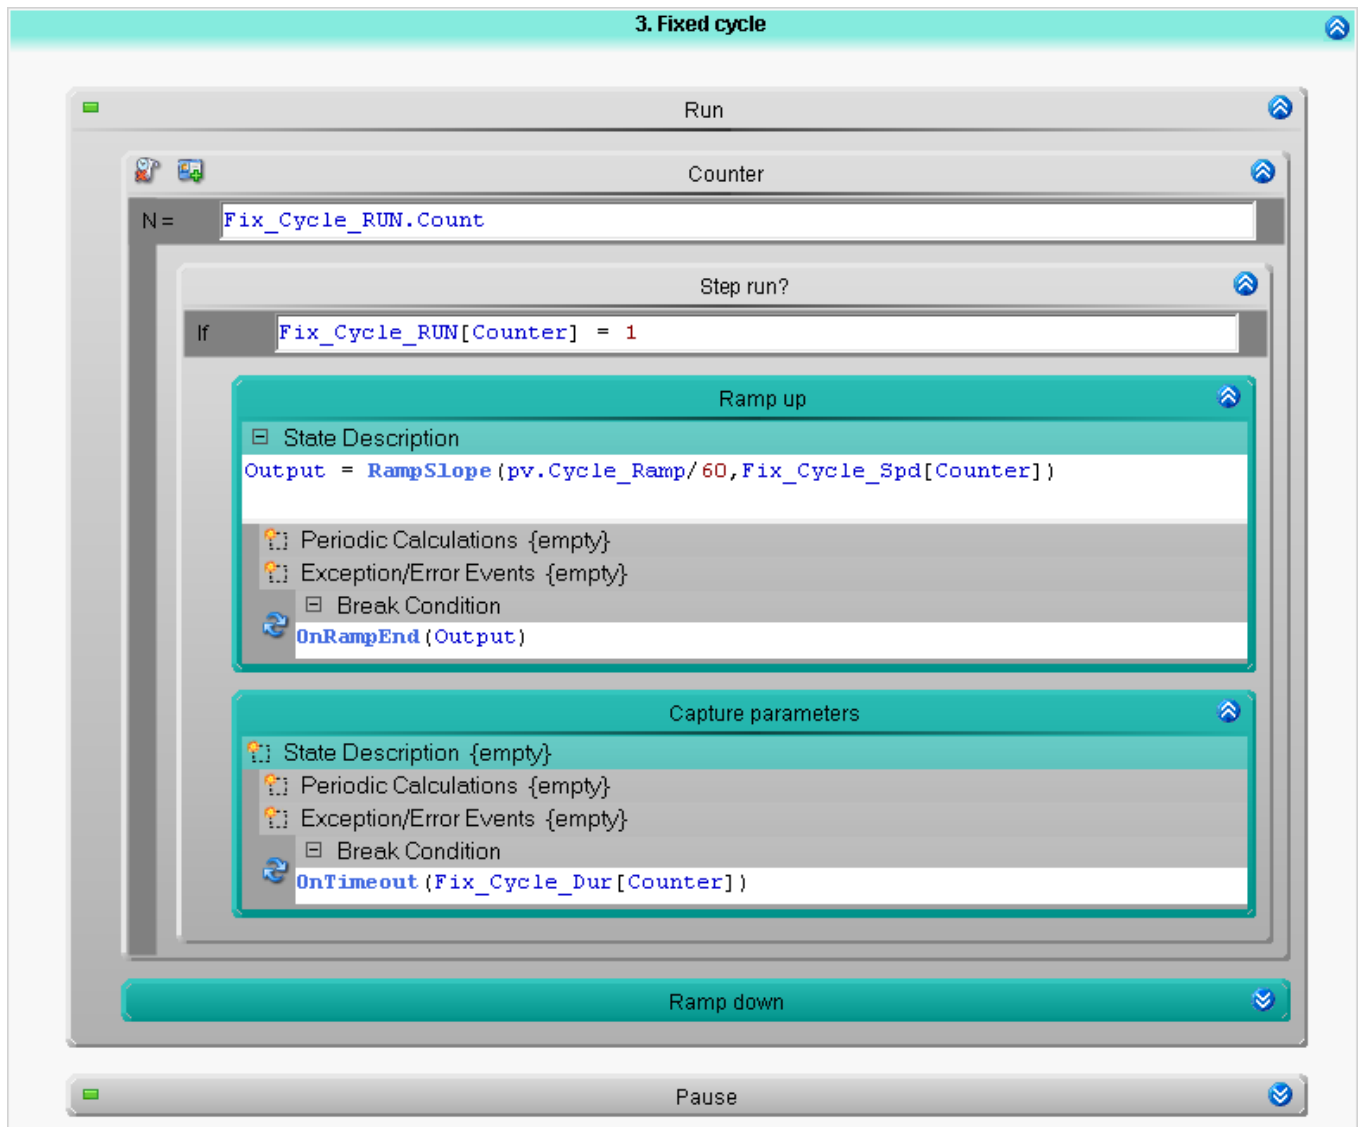 3. Fixed cycle
Run
Counter
N = Fix_Cycle_RUN.Count
Step run?
If Fix_Cycle_RUN[Counter] = 1
Ramp up
State Description
Output = RampSlope(pv.Cycle_Ramp/60,Fix_Cycle_Spd[Counter])
Periodic Calculations {empty}
Exception/Error Events {empty}
Break Condition
OnRampEnd(Output)
Capture parameters
State Description {empty}
Periodic Calculations {empty}
Exception/Error Events {empty}
Break Condition
OnTimeout(Fix_Cycle_Dur[Counter])
Ramp down
Pause